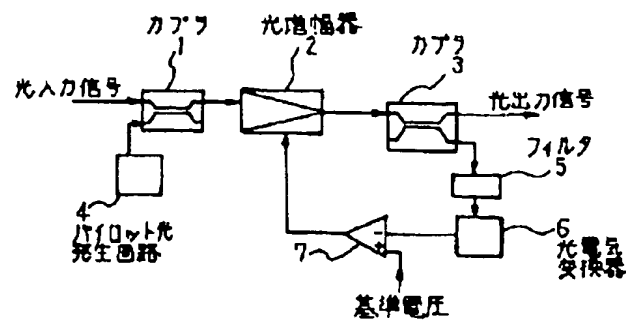 カプラ
1
光増幅器
2
カプラ
3
光入力信号
光出力信号
フィルタ
5
4
パイロット光
発生回路
7
－
＋
6
光電気
変換器
基準電圧